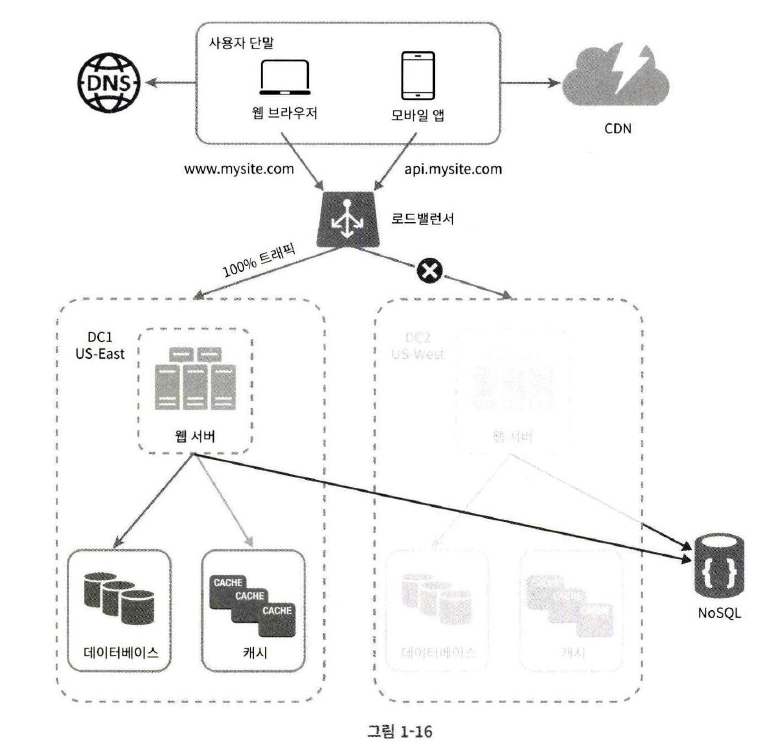 사용자 단말
DNS
웹 브라우저
모바일 앱
CDN
www.mysite.com
api.mysite.com
로드밸런서
100% 트래픽
DC1
US-East
DC2
US-West
웹 서버
웹 서버
CACHE
CACHE
CACHE
데이터베이스
캐시
데이터베이스
캐시
{ }
NoSQL
그림 1-16